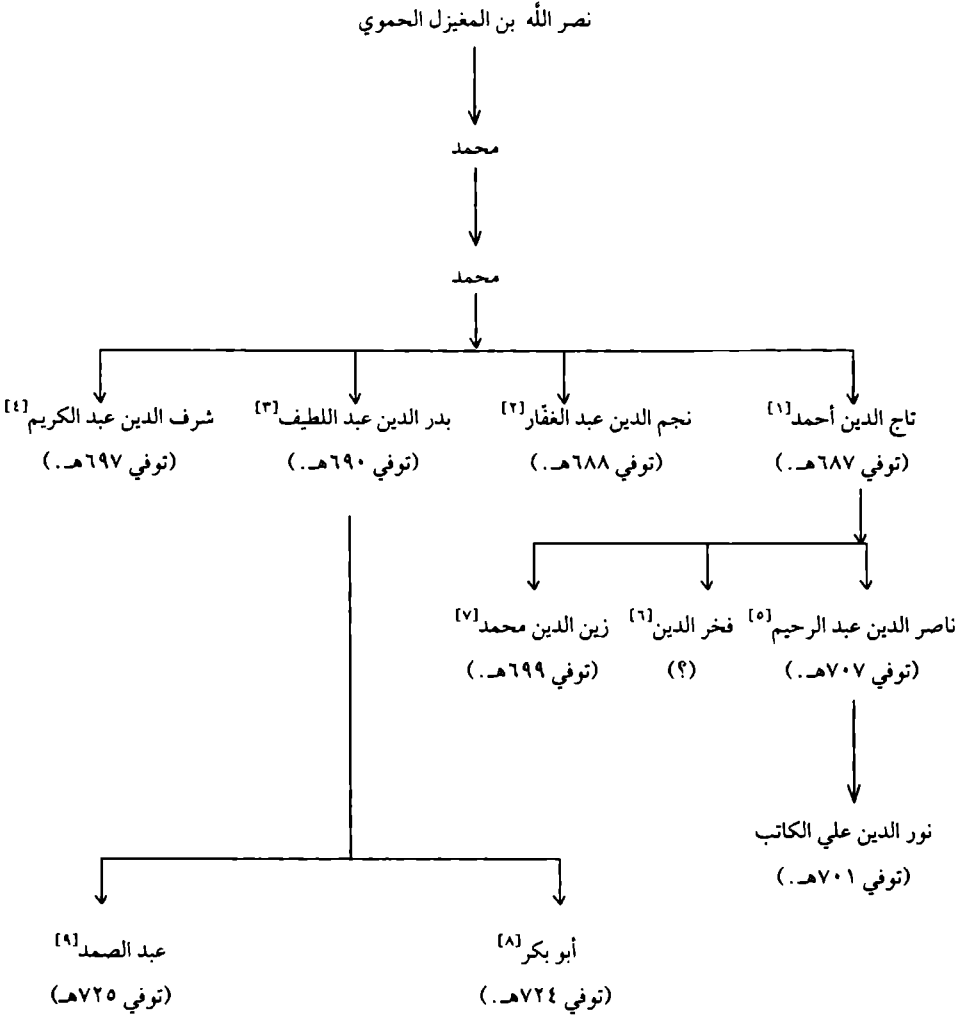 نصر اللَّه بن المغيزل الحموي
محمد
محمد
تاج الدين أحمد[١] نجم الدين عبد الغفّار[٢] بدر الدين عبد اللطيف[٣] شرف الدين عبد الكريم[٤]
(توفي ٦٨٧هـ.) (توفي ٦٨٨هـ.) (توفي ٦٩٠هـ.) (توفي ٦٩٧هـ.)
ناصر الدين عبد الرحيم[٥] فخر الدين[٦] زين الدين محمد[٧]
(توفي ٧٠٧هـ.) (؟) (توفي ٦٩٩هـ.)
نور الدين علي الكاتب
(توفي ٧٠١هـ.)
أبو بكر[٨] عبد الصمد[٩]
(توفي ٧٢٤هـ.) (توفي ٧٢٥هـ)